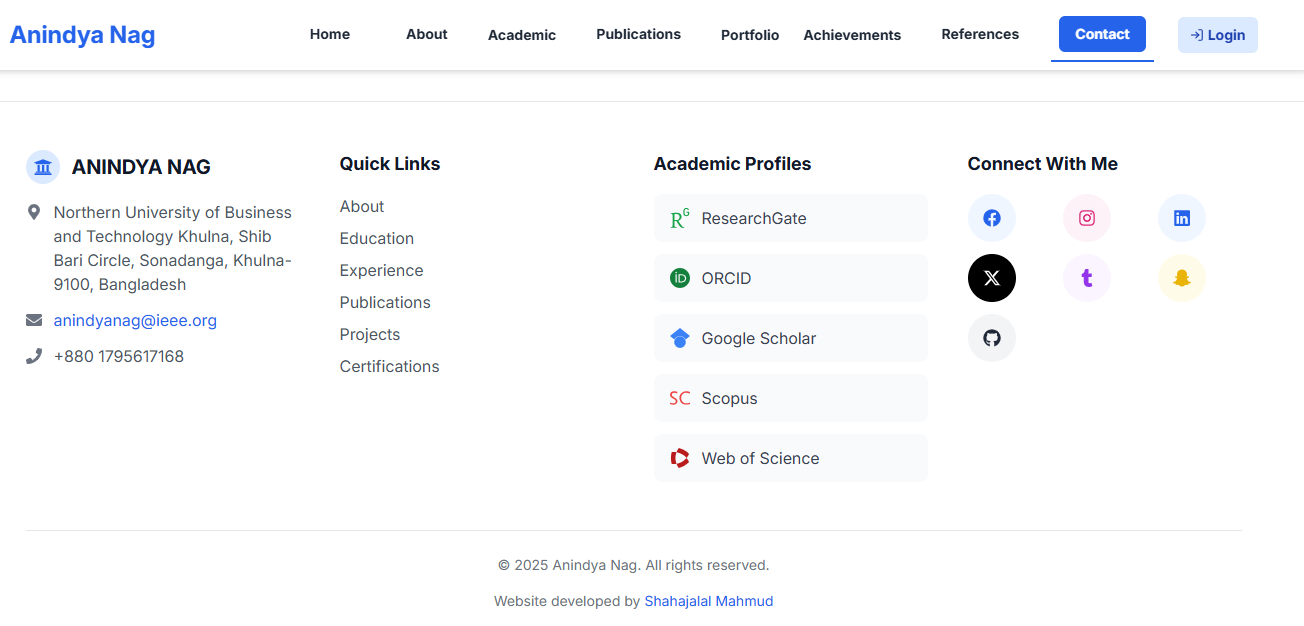 Anindya Nag
Home
About
Academic
Publications
Portfolio
Achievements
References
Contact
Login
ANINDYA NAG
Northern University of Business
and Technology Khulna, Shib
Bari Circle, Sonadanga, Khulna-
9100, Bangladesh
anindyanag@ieee.org
+880 1795617168
Quick Links
About
Education
Experience
Publications
Projects
Certifications
Academic Profiles
RG ResearchGate
iD ORCID
Google Scholar
SC Scopus
Web of Science
Connect With Me
© 2025 Anindya Nag. All rights reserved.
Website developed by Shahajalal Mahmud